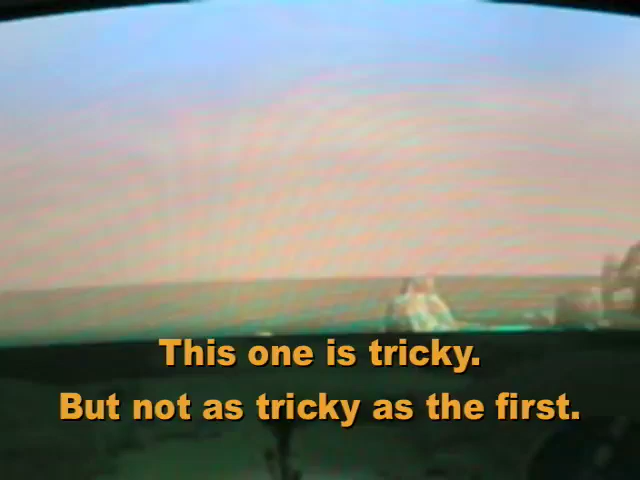 This one is tricky.
But not as tricky as the first.